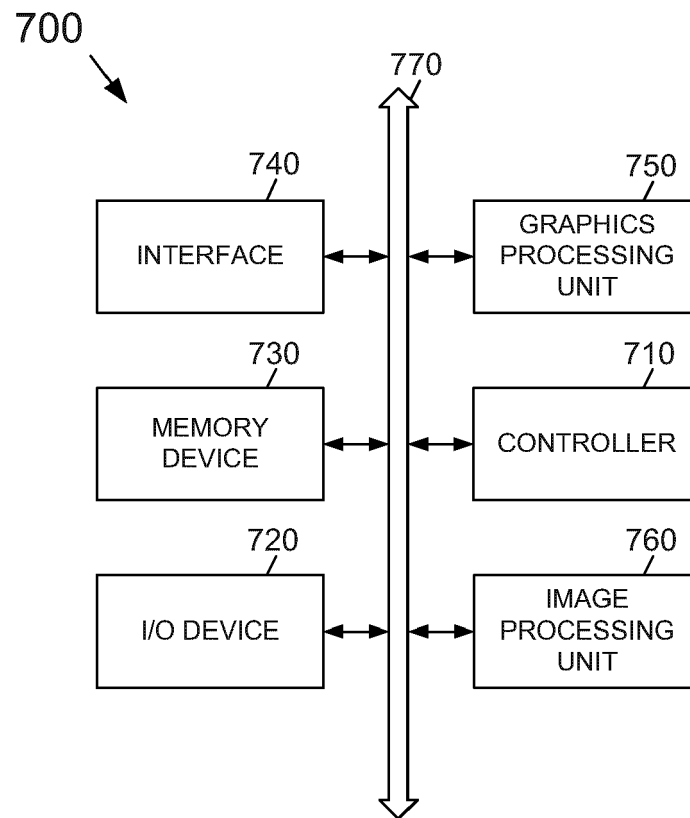 700
770
740
INTERFACE
750
GRAPHICS
PROCESSING
UNIT
730
MEMORY
DEVICE
710
CONTROLLER
720
I/O DEVICE
760
IMAGE
PROCESSING
UNIT